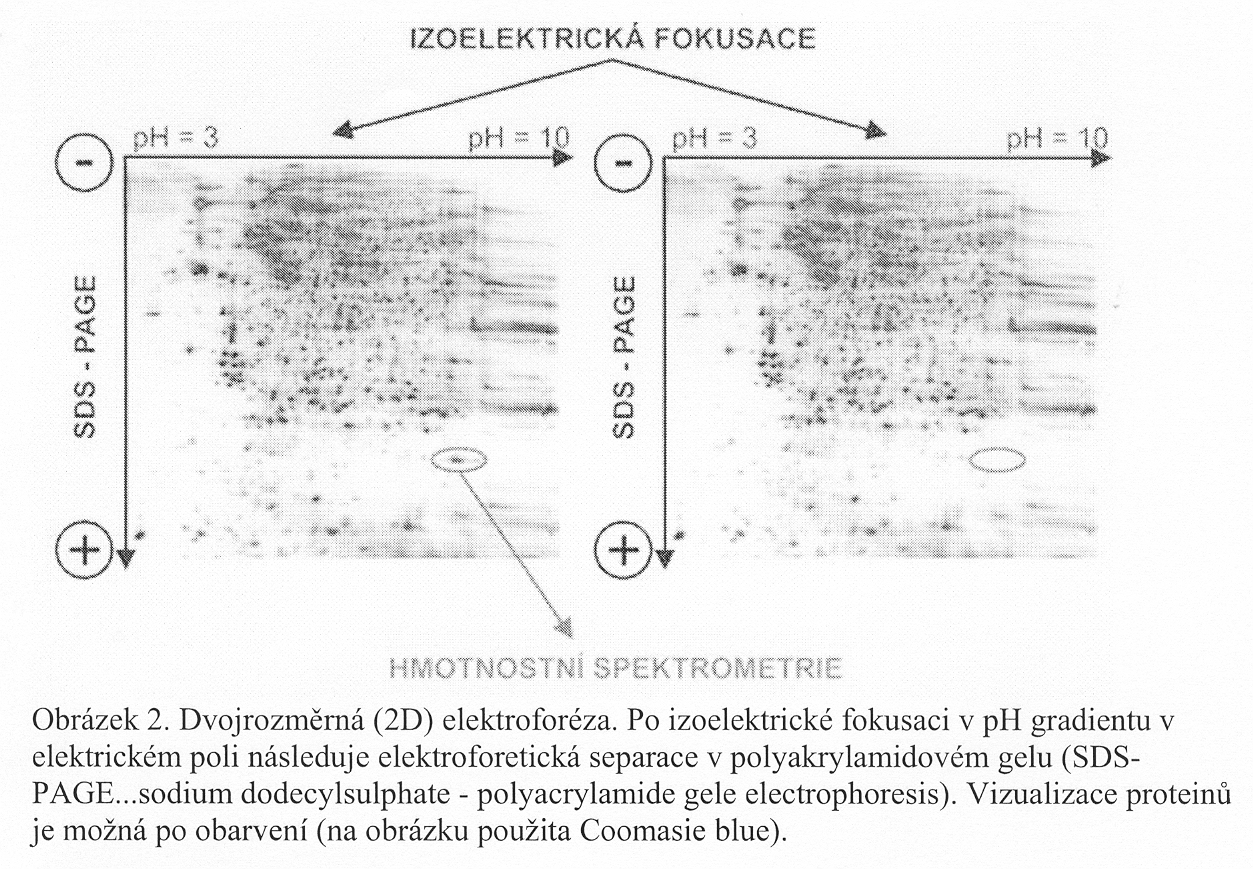 IZOELEKTRICKÁ FOKUSACE
pH = 3
pH = 10
pH = 3
pH = 10
-
-
SDS - PAGE
SDS - PAGE
+
+
HMOTNOSTNÍ SPEKTROMETRIE
Obrázek 2. Dvojrozměrná (2D) elektroforéza. Po izoelektrické fokusaci v pH gradientu v
elektrickém poli následuje elektroforetická separace v polyakrylamidovém gelu (SDS-
PAGE...sodium dodecylsulphate - polyacrylamide gele electrophoresis). Vizualizace proteinů
je možná po obarvení (na obrázku použita Coomasie blue).